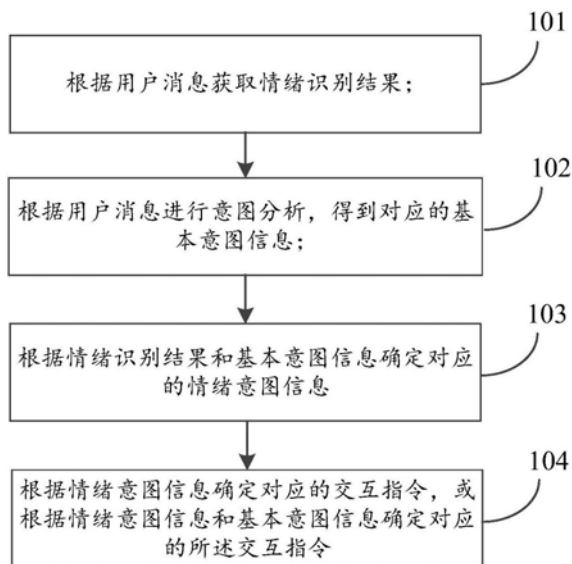 101
根据用户消息获取情绪识别结果；
102
根据用户消息进行意图分析，得到对应的基
本意图信息；
103
根据情绪识别结果和基本意图信息确定对应
的情绪意图信息
104
根据情绪意图信息确定对应的交互指令，或
根据情绪意图信息和基本意图信息确定对应
的所述交互指令